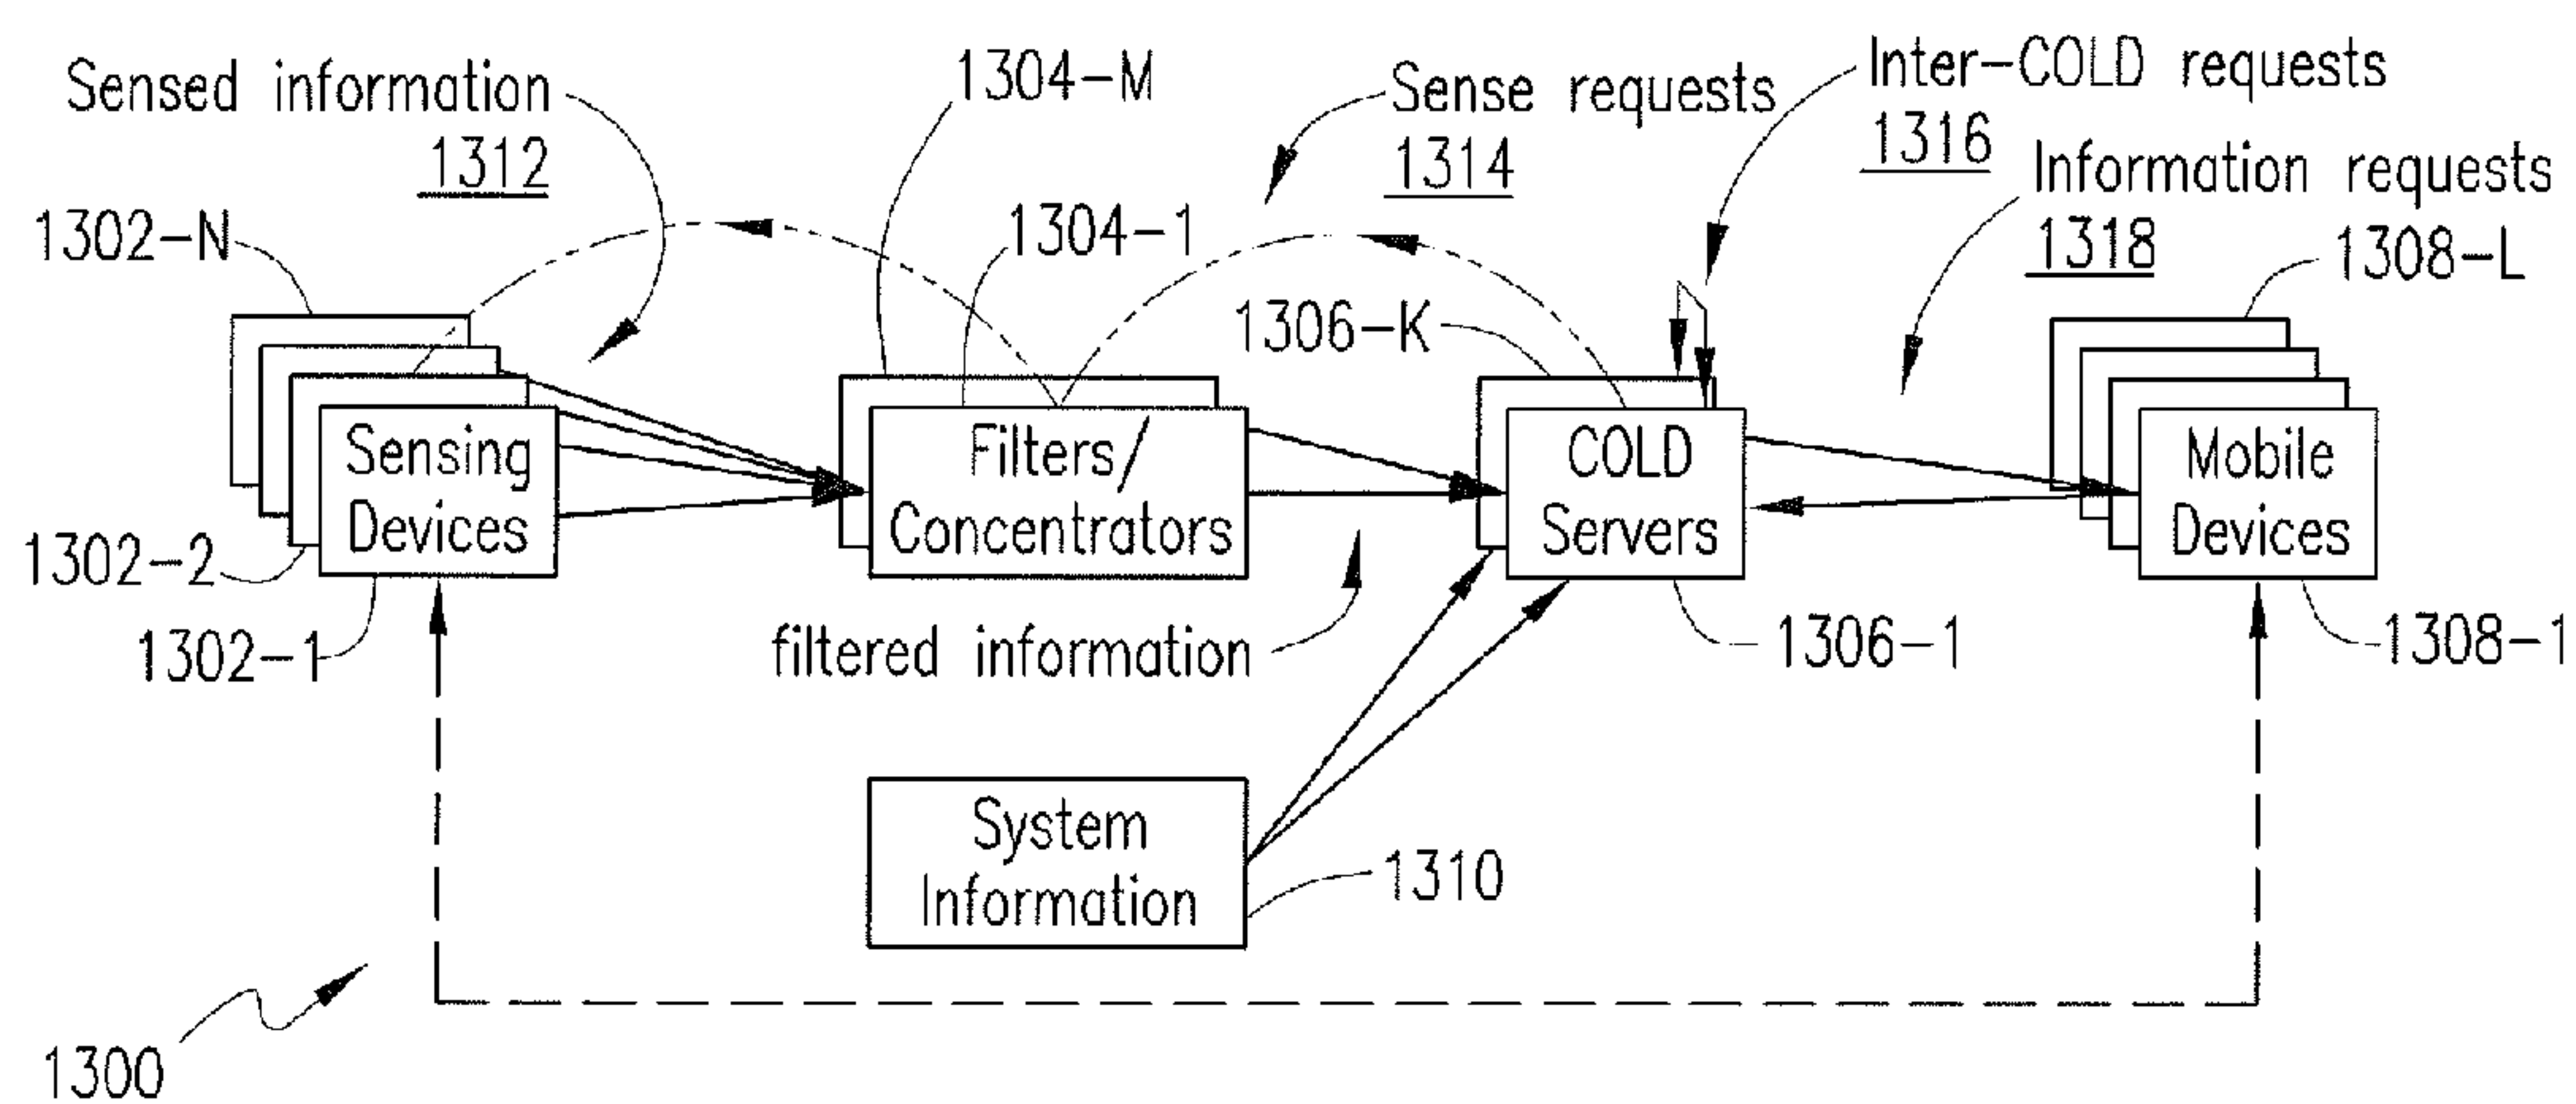 Sensed information
1312
1304-M
Sense requests
1314
Inter-COLD requests
1316
Information requests
1318
1302-N
1304-1
1306-K
1308-L
Sensing
Devices
Filters/
Concentrators
COLD
Servers
Mobile
Devices
1302-2
1302-1
filtered information
1306-1
1308-1
System
Information
1310
1300